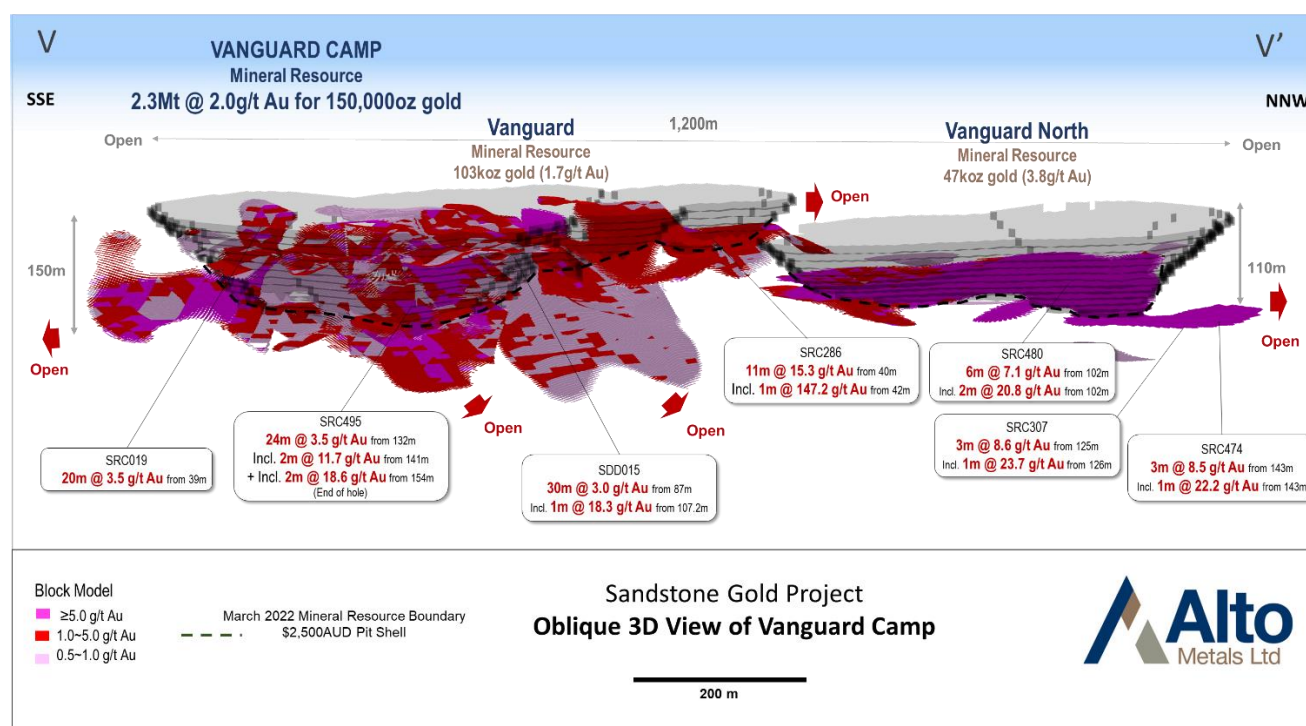 V
V'
VANGUARD CAMP
Mineral Resource
2.3Mt @ 2.0g/t Au for 150,000oz gold
SSE
NNW
Open
1,200m
Open
Vanguard
Mineral Resource
103koz gold (1.7g/t Au)
Vanguard North
Mineral Resource
47koz gold (3.8g/t Au)
Open
150m
110m
Open
Open
Open
Open
SRC019
20m @ 3.5 g/t Au from 39m
SRC495
24m @ 3.5 g/t Au from 132m
Incl. 2m @ 11.7 g/t Au from 141m
+ Incl. 2m @ 18.6 g/t Au from 154m
(End of hole)
SDD015
30m @ 3.0 g/t Au from 87m
Incl. 1m @ 18.3 g/t Au from 107.2m
SRC286
11m @ 15.3 g/t Au from 40m
Incl. 1m @ 147.2 g/t Au from 42m
SRC480
6m @ 7.1 g/t Au from 102m
Incl. 2m @ 20.8 g/t Au from 102m
SRC307
3m @ 8.6 g/t Au from 125m
Incl. 1m @ 23.7 g/t Au from 126m
SRC474
3m @ 8.5 g/t Au from 143m
Incl. 1m @ 22.2 g/t Au from 143m
Block Model
≥5.0 g/t Au
1.0~5.0 g/t Au
0.5~1.0 g/t Au
March 2022 Mineral Resource Boundary
$2,500AUD Pit Shell
Sandstone Gold Project
Oblique 3D View of Vanguard Camp
200 m
Alto
Metals Ltd